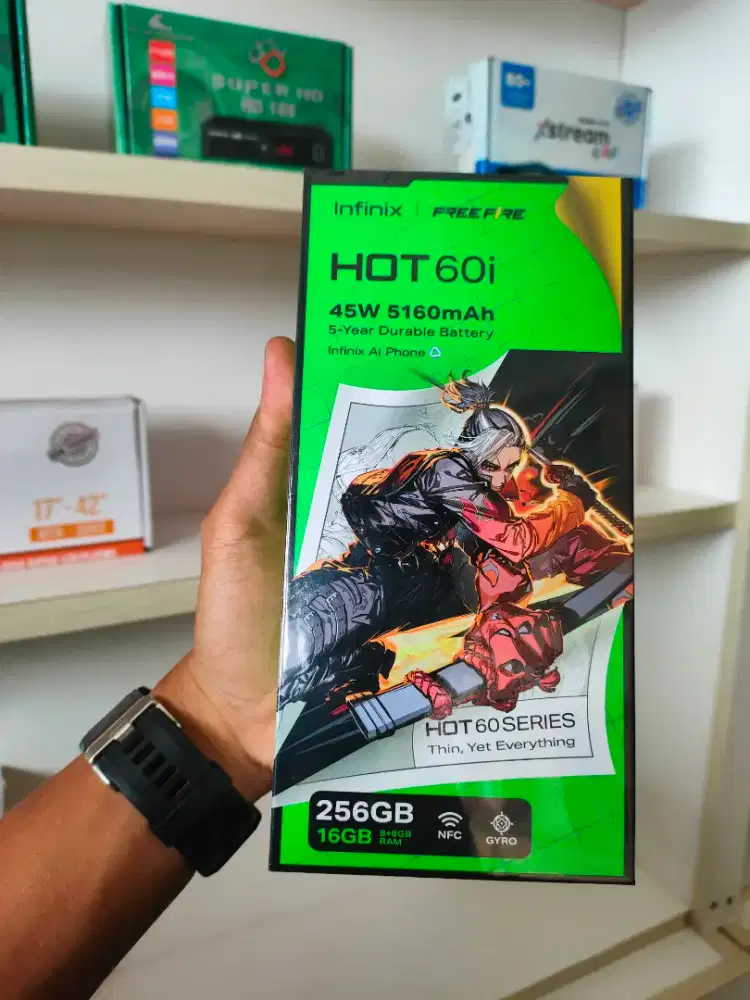 SUPER HD
80+
xstream
Infinix | FREE FIRE
HOT 60i
45W 5160mAh
5-Year Durable Battery
Infinix AI Phone
17"-42"
HOT 60 SERIES
Thin, Yet Everything
256GB
16GB 8+8GB
RAM
NFC
GYRO